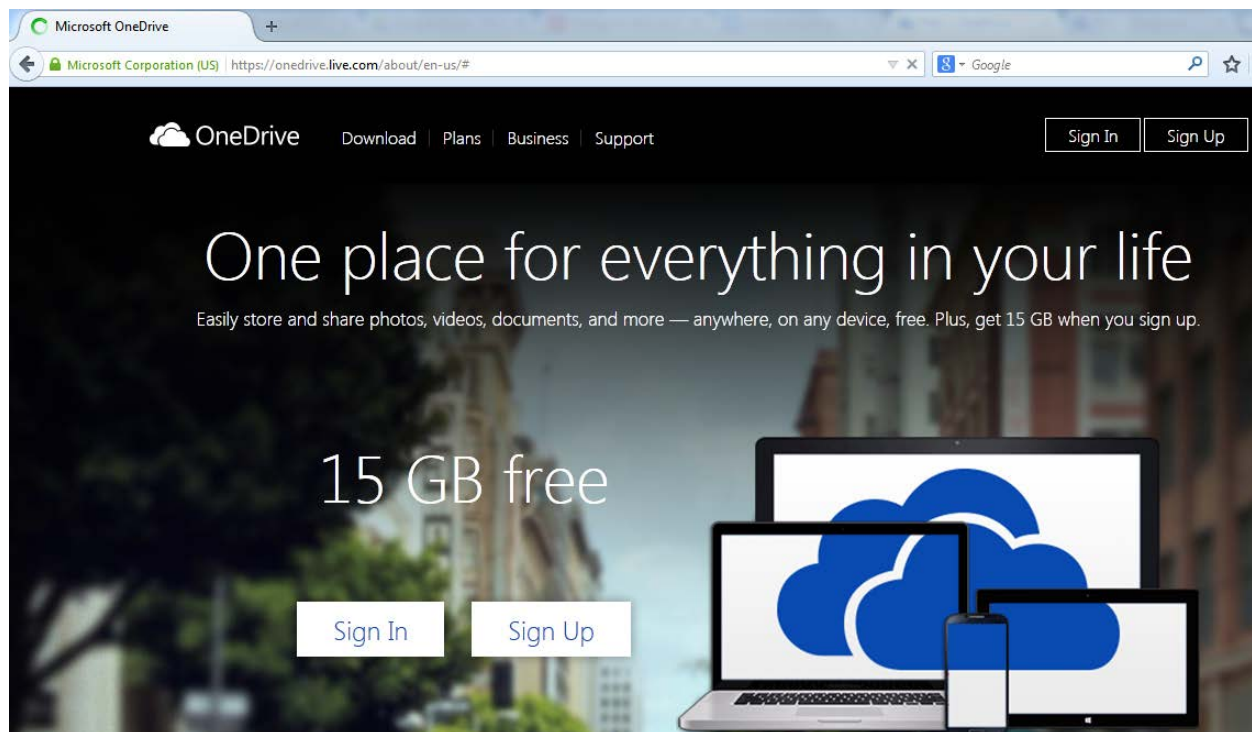 Microsoft OneDrive
Microsoft Corporation (US) https://onedrive.live.com/about/en-us/#
Google
OneDrive Download Plans Business Support Sign In Sign Up
One place for everything in your life
Easily store and share photos, videos, documents, and more — anywhere, on any device, free. Plus, get 15 GB when you sign up.
15 GB free
Sign In Sign Up